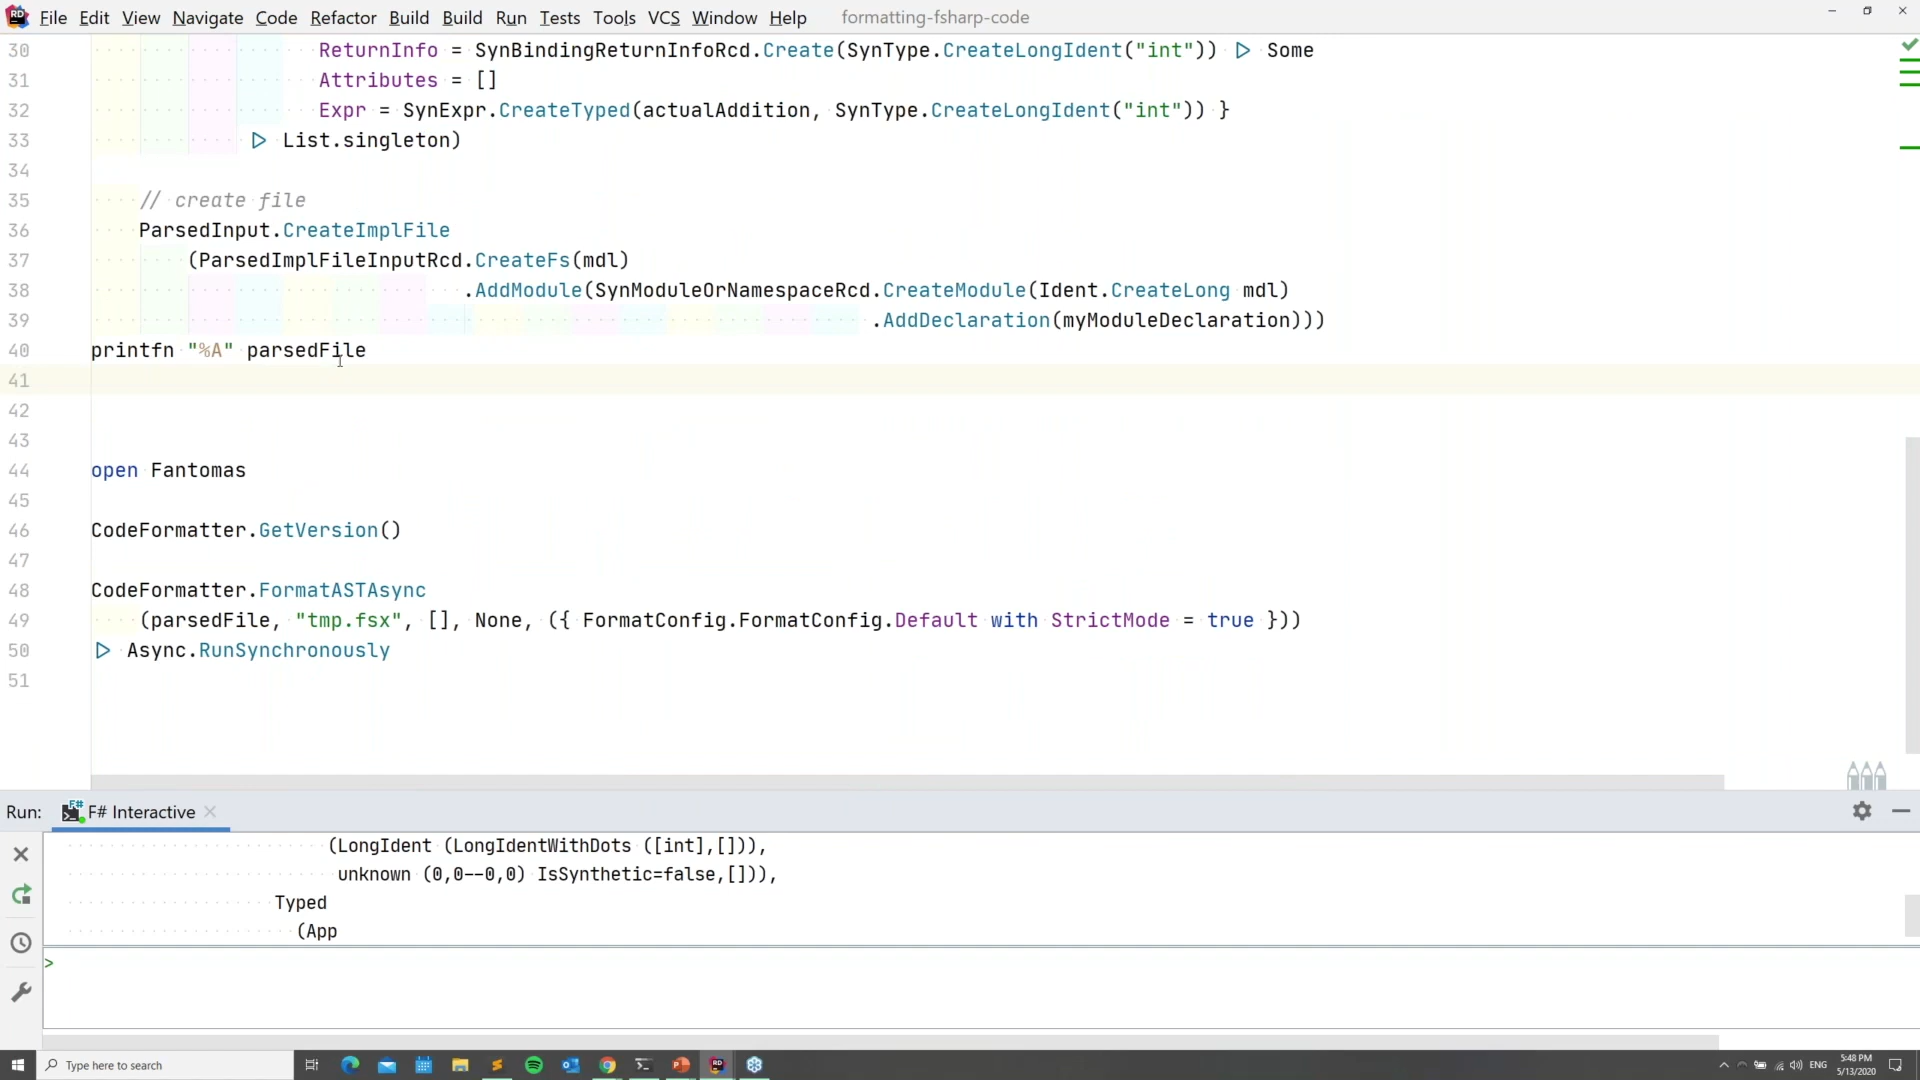 File Edit View Navigate Code Refactor Build Build Run Tests Tools VCS Window Help formatting-fsharp-code
30 ReturnInfo = SynBindingReturnInfoRcd.Create(SynType.CreateLongIdent("int")) ▷ Some
31 Attributes = []
32 Expr = SynExpr.CreateTyped(actualAddition, SynType.CreateLongIdent("int")) }
33 ▷ List.singleton)
34
35 // create file
36 ParsedInput.CreateImplFile
37 (ParsedImplFileInputRcd.CreateFs(mdl)
38 .AddModule(SynModuleOrNamespaceRcd.CreateModule(Ident.CreateLong mdl)
39 .AddDeclaration(myModuleDeclaration)))
40 printfn "%A" parsedFile
41
42
43
44 open Fantomas
45
46 CodeFormatter.GetVersion()
47
48 CodeFormatter.FormatASTAsync
49 (parsedFile, "tmp.fsx", [], None, ({ FormatConfig.FormatConfig.Default with StrictMode = true }))
50 ▷ Async.RunSynchronously
51
Run: F# Interactive
(LongIdent (LongIdentWithDots ([int],[])),
unknown (0,0--0,0) IsSynthetic=false,[])),
Typed
(App
>
Type here to search
ENG
5:48 PM
5/13/2020